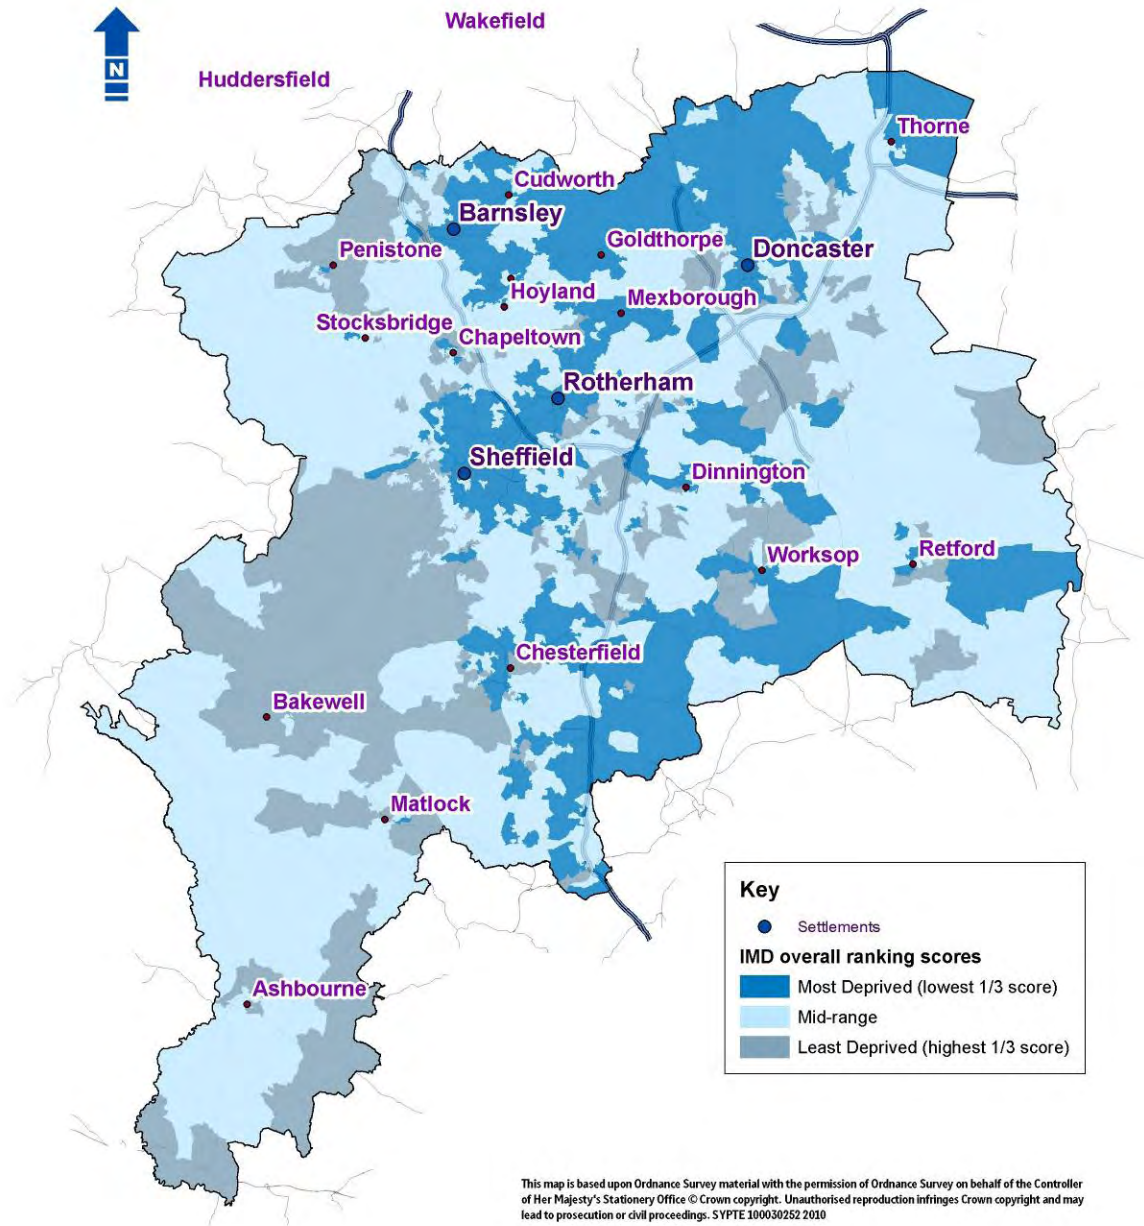 Wakefield
N
Huddersfield
Thorne
Cudworth
Barnsley
Goldthorpe
Doncaster
Penistone
Hoyland
Mexborough
Stocksbridge
Chapeltown
Rotherham
Sheffield
Dinnington
Worksop
Retford
Chesterfield
Bakewell
Matlock
Ashbourne
Key
Settlements
IMD overall ranking scores
Most Deprived (lowest 1/3 score)
Mid-range
Least Deprived (highest 1/3 score)
This map is based upon Ordnance Survey material with the permission of Ordnance Survey on behalf of the Controller
of Her Majesty's Stationery Office © Crown copyright. Unauthorised reproduction infringes Crown copyright and may
lead to prosecution or civil proceedings. SYPTE 100030252 2010